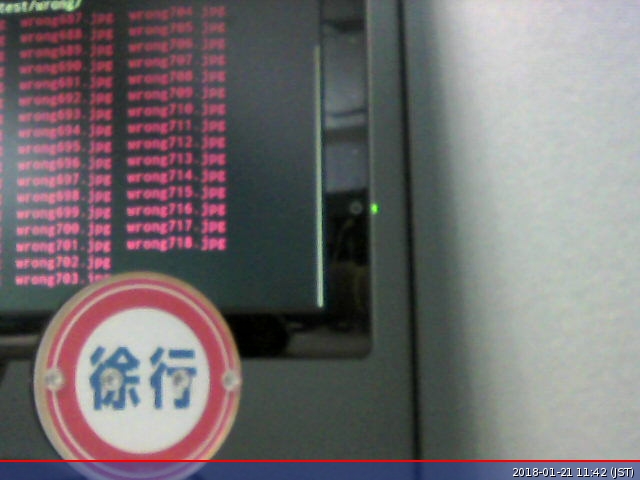 test/wrong/
wrong687.jpg wrong704.jpg
wrong688.jpg wrong705.jpg
wrong689.jpg wrong706.jpg
wrong690.jpg wrong707.jpg
wrong691.jpg wrong708.jpg
wrong692.jpg wrong709.jpg
wrong693.jpg wrong710.jpg
wrong694.jpg wrong711.jpg
wrong695.jpg wrong712.jpg
wrong696.jpg wrong713.jpg
wrong697.jpg wrong714.jpg
wrong698.jpg wrong715.jpg
wrong699.jpg wrong716.jpg
wrong700.jpg wrong717.jpg
wrong701.jpg wrong718.jpg
wrong702.jpg
wrong703.jpg
徐行
2018-01-21 11:42 (JST)